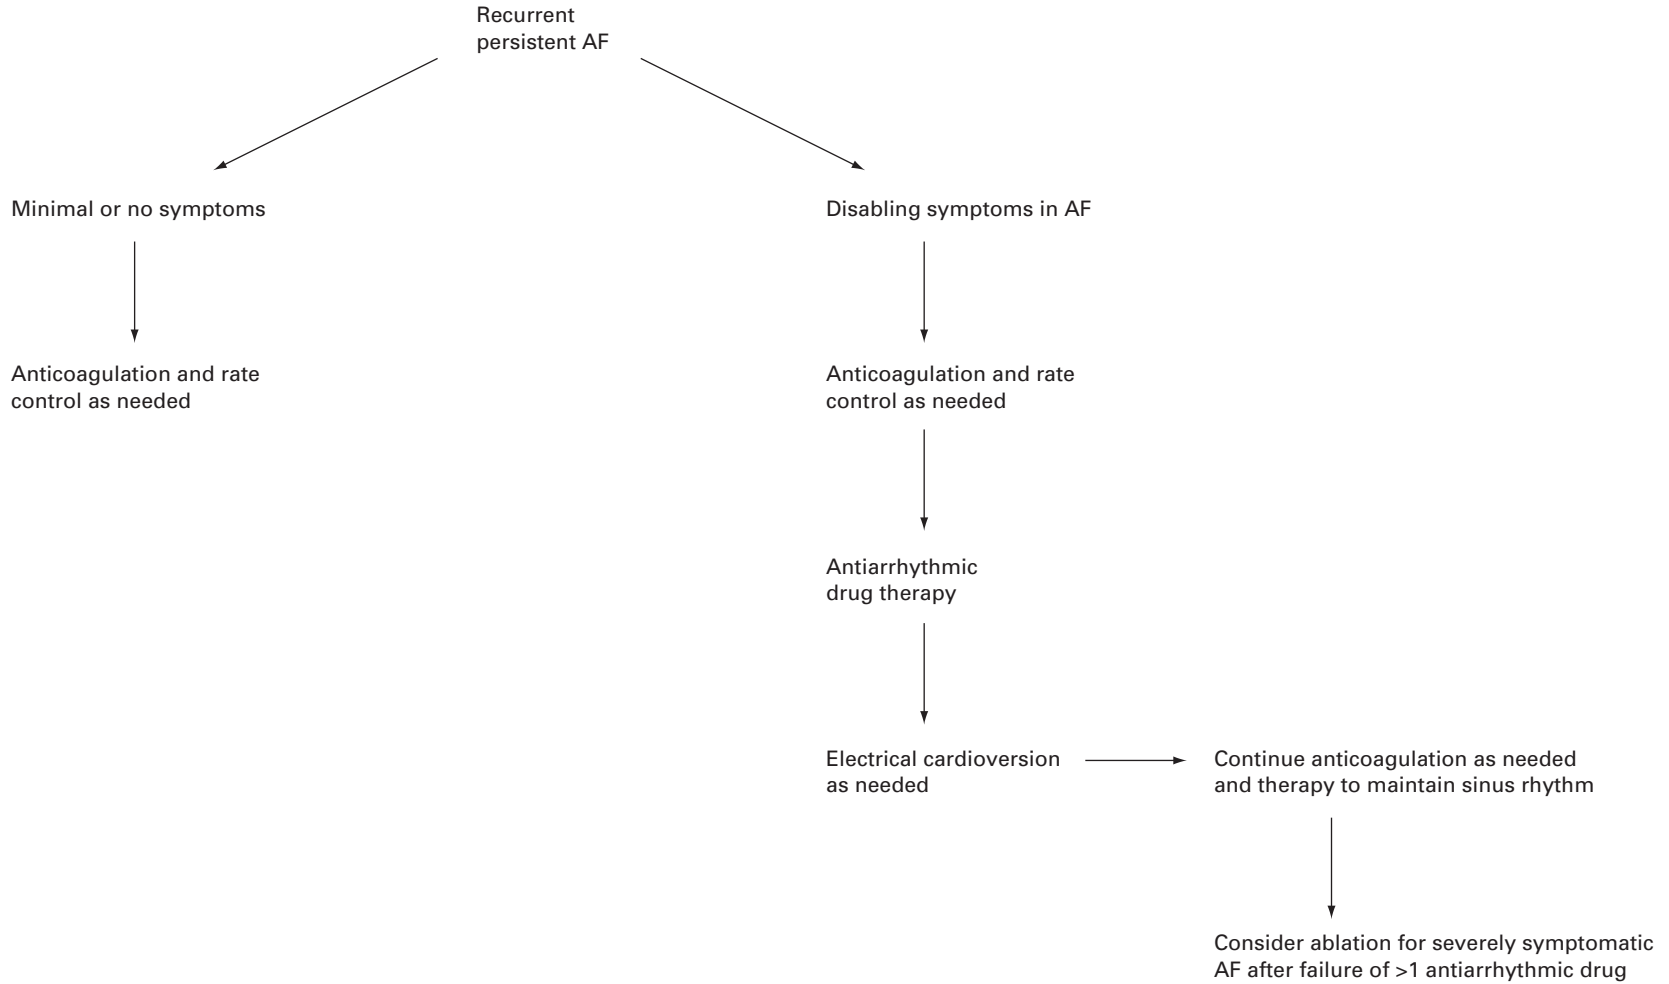 Recurrent
persistent AF
Minimal or no symptoms
Disabling symptoms in AF
Anticoagulation and rate
control as needed
Anticoagulation and rate
control as needed
Antiarrhythmic
drug therapy
Electrical cardioversion
as needed
Continue anticoagulation as needed
and therapy to maintain sinus rhythm
Consider ablation for severely symptomatic
AF after failure of >1 antiarrhythmic drug